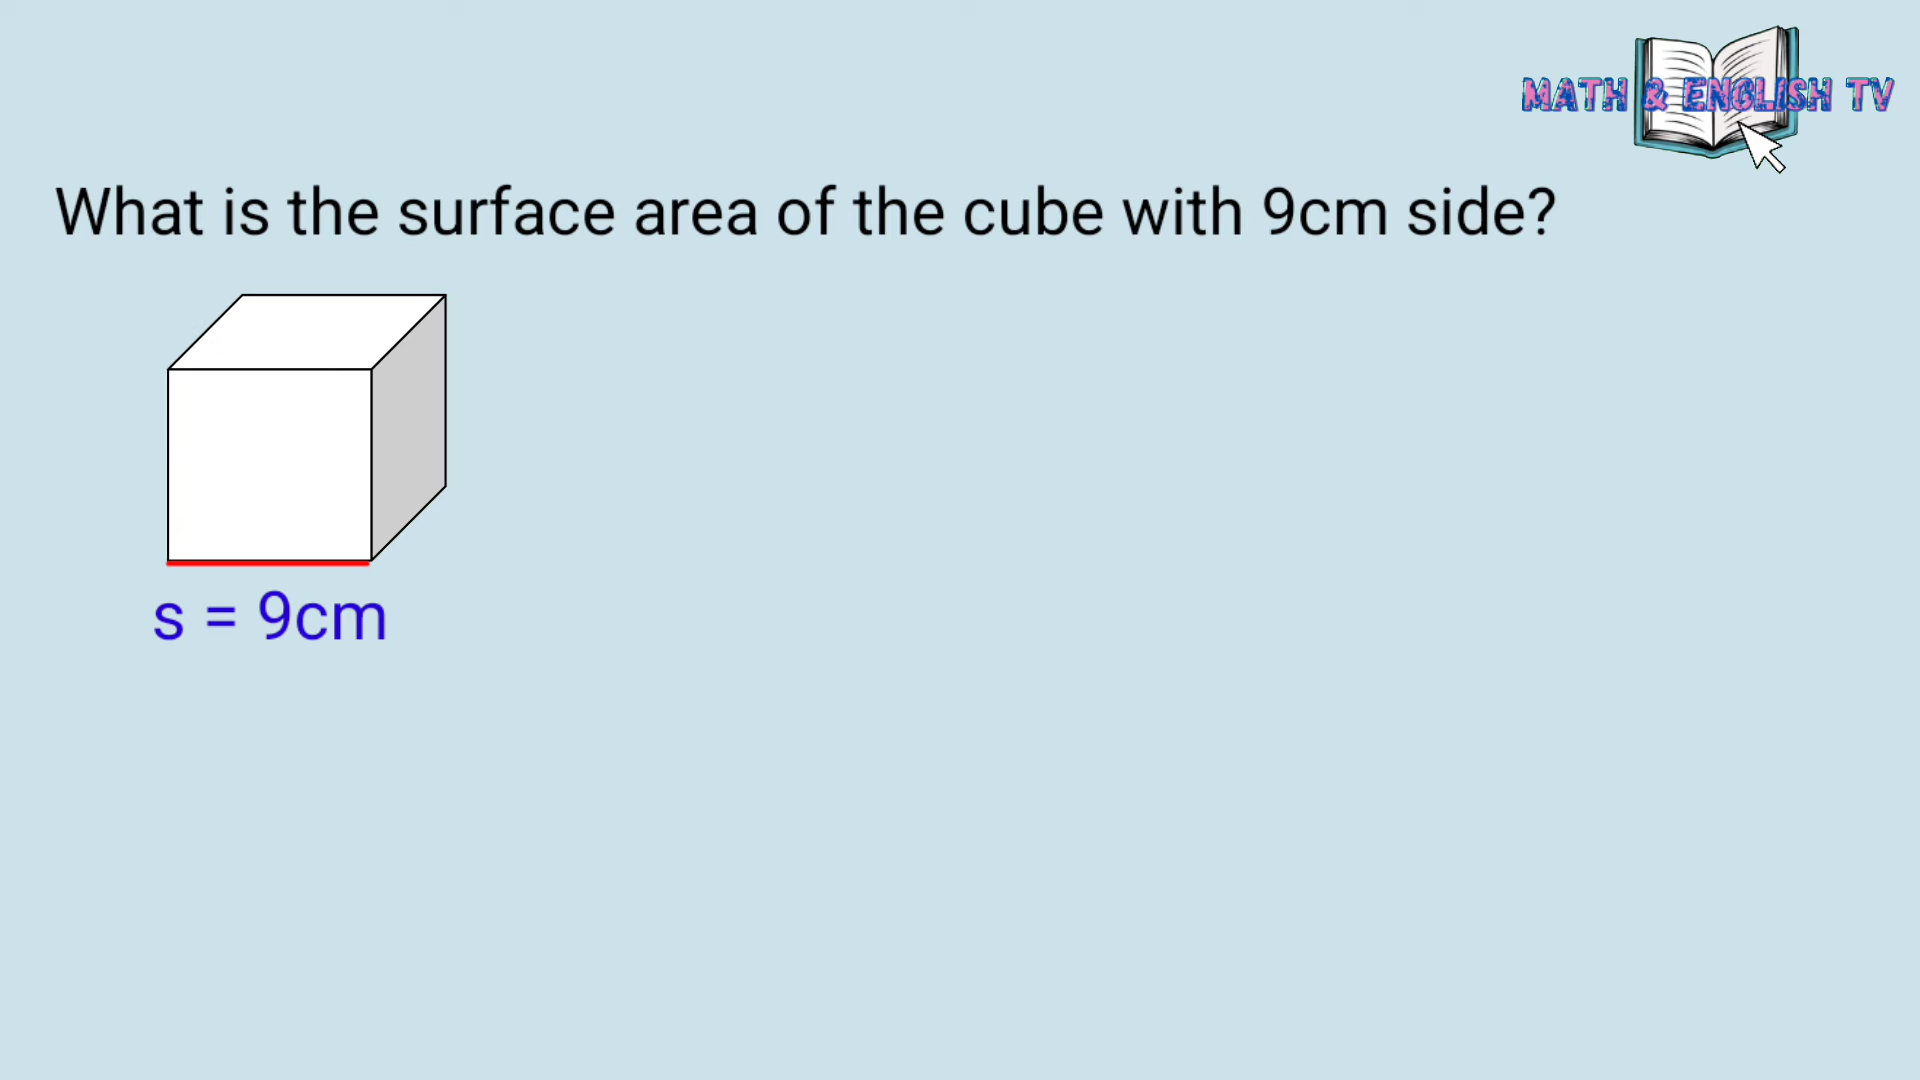 MATH & ENGLISH TV
What is the surface area of the cube with 9cm side?
s = 9cm